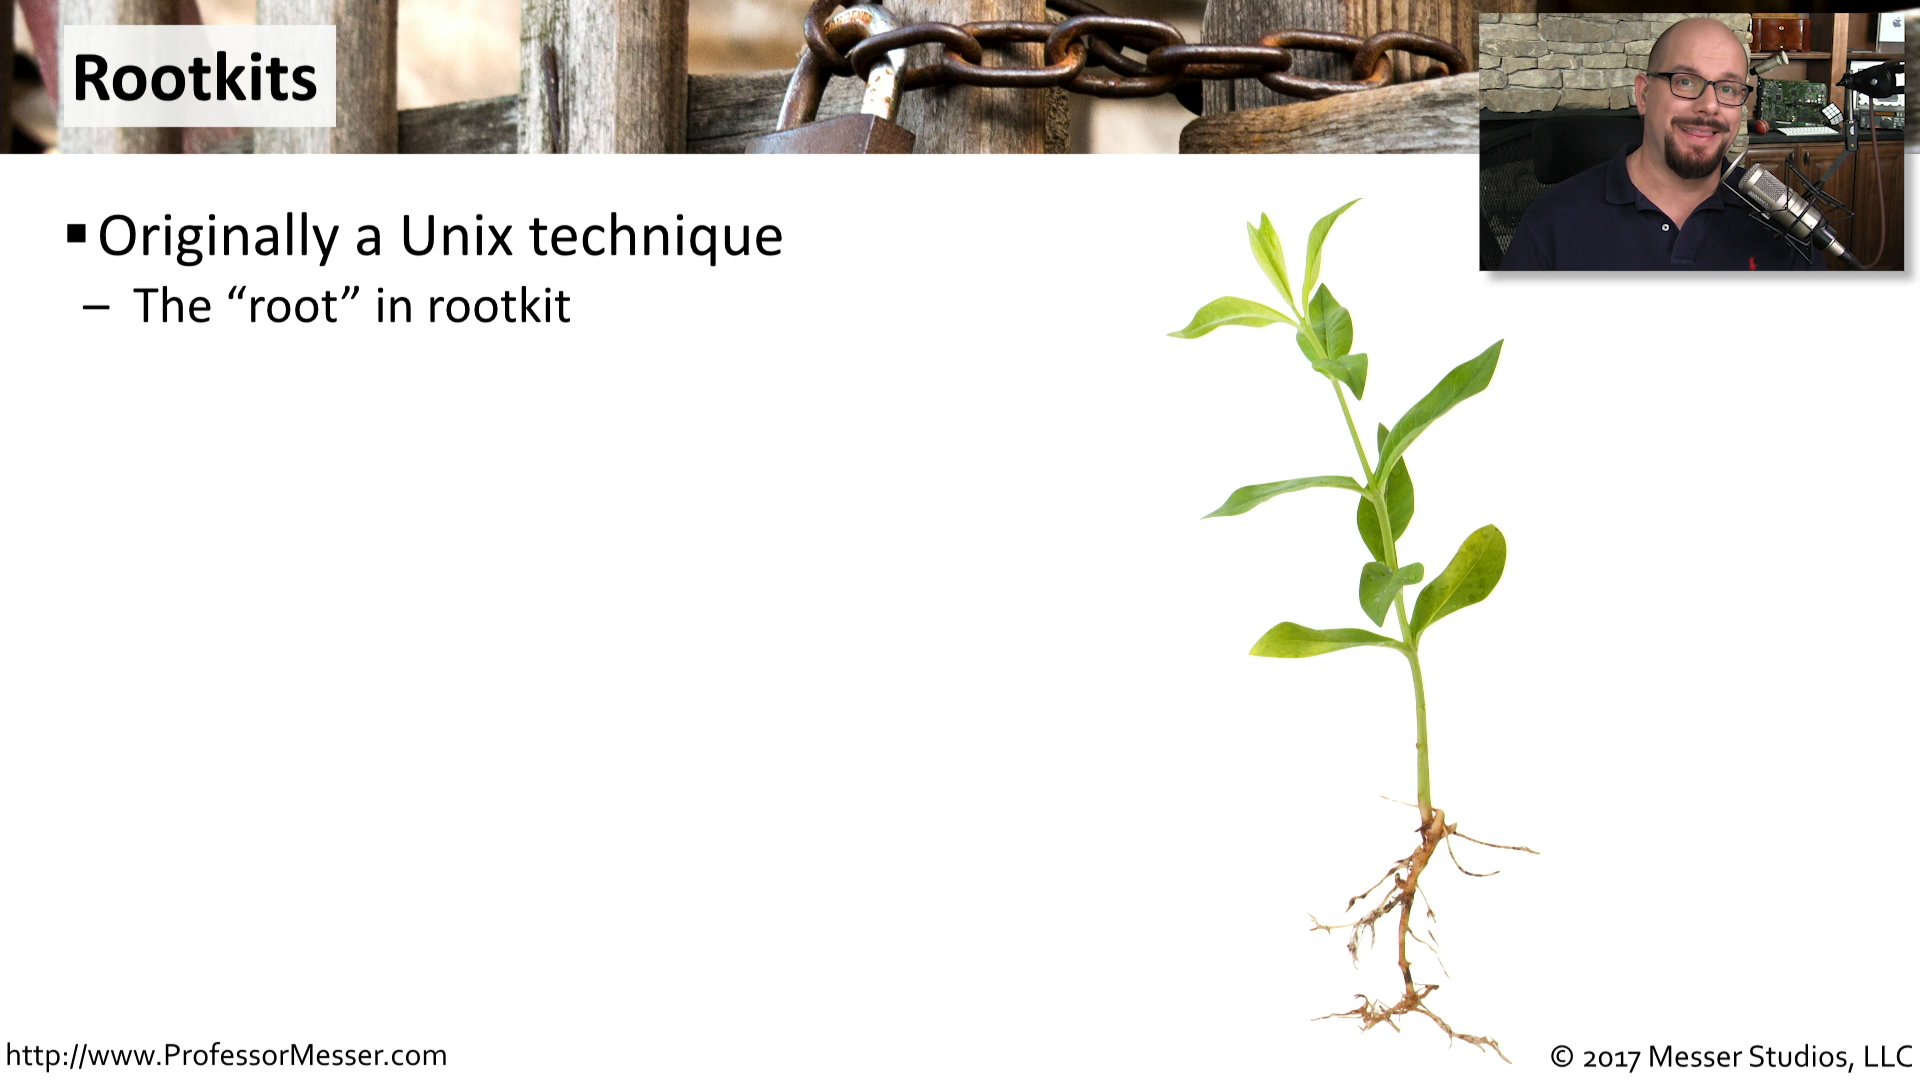 Rootkits
▪ Originally a Unix technique
– The “root” in rootkit
http://www.ProfessorMesser.com
© 2017 Messer Studios, LLC